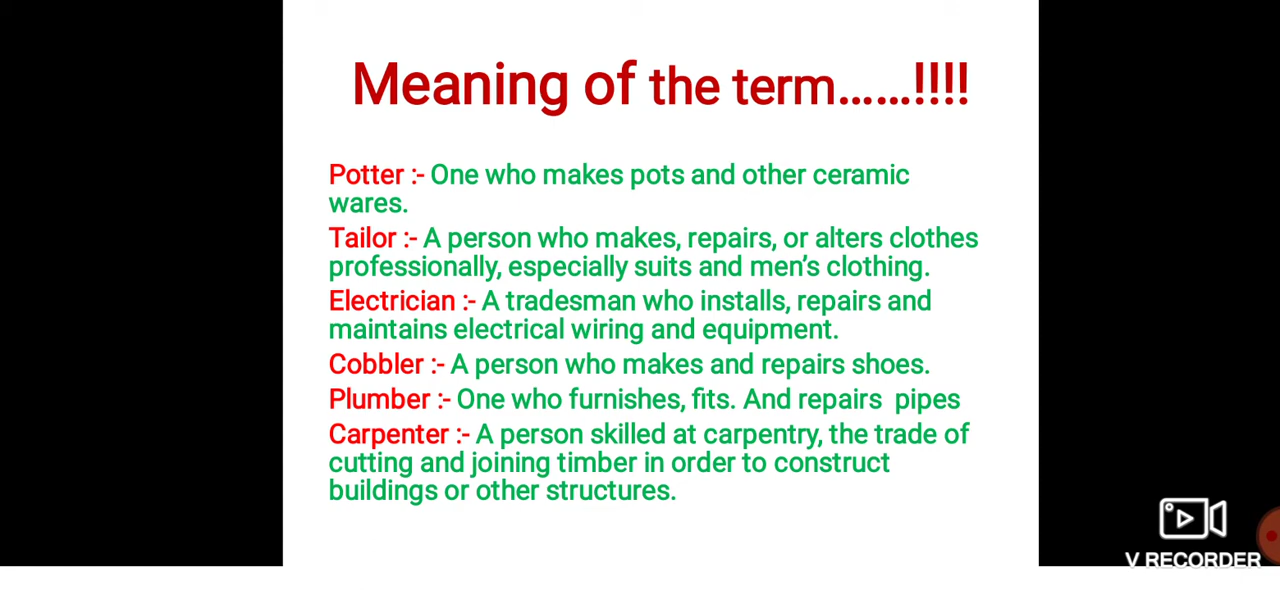 Meaning of the term......!!!!
Potter :- One who makes pots and other ceramic
wares.
Tailor :- A person who makes, repairs, or alters clothes
professionally, especially suits and men’s clothing.
Electrician :- A tradesman who installs, repairs and
maintains electrical wiring and equipment.
Cobbler :- A person who makes and repairs shoes.
Plumber :- One who furnishes, fits. And repairs  pipes
Carpenter :- A person skilled at carpentry, the trade of
cutting and joining timber in order to construct
buildings or other structures.
V RECORDER